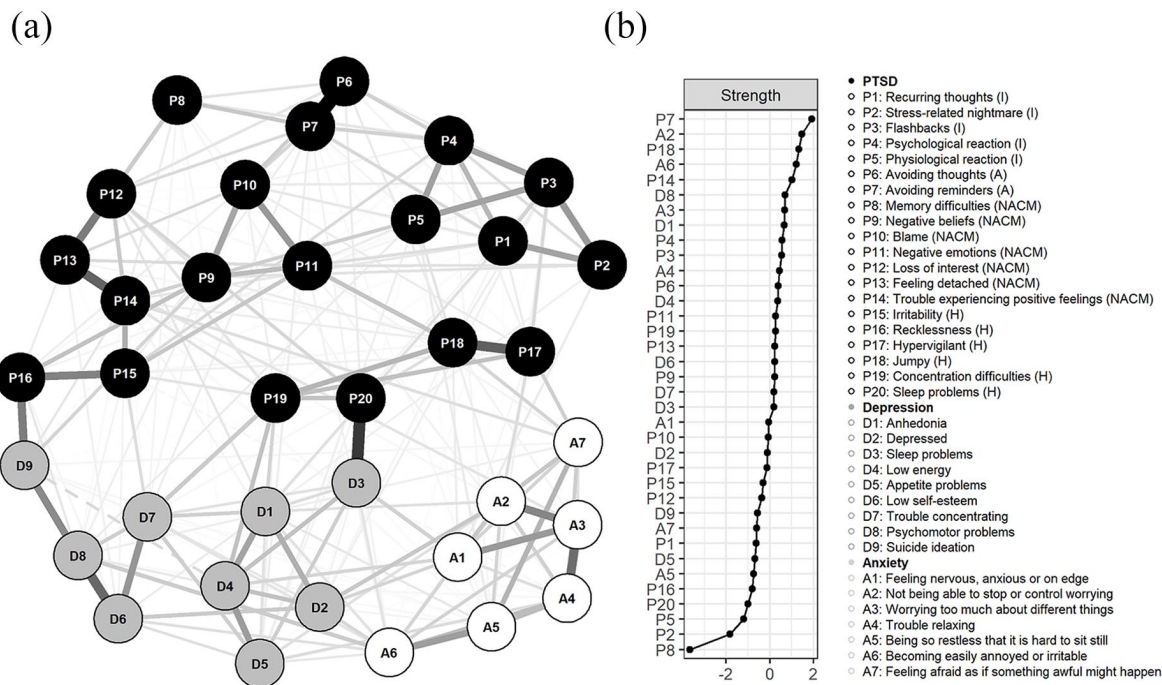 (a)
P6
P8
P7
P4
P10
P3
P12
P5
P1
P13
P9
P11
P2
P14
P18
P17
P16
P15
P19
P20
A7
D9
D3
A2
D7
D1
A3
D8
A1
D4
A4
D6
D2
A5
A6
D5
(b)
Strength
P7
A2
P18
A6
P14
D8
A3
D1
P4
P3
A4
P6
D4
P11
P19
P13
D6
P9
D7
D3
A1
P10
D2
P17
P15
P12
D9
A7
P1
D5
A5
P16
P20
P5
P2
P8
-2 0 2
PTSD
P1: Recurring thoughts (I)
P2: Stress-related nightmare (I)
P3: Flashbacks (I)
P4: Psychological reaction (I)
P5: Physiological reaction (I)
P6: Avoiding thoughts (A)
P7: Avoiding reminders (A)
P8: Memory difficulties (NACM)
P9: Negative beliefs (NACM)
P10: Blame (NACM)
P11: Negative emotions (NACM)
P12: Loss of interest (NACM)
P13: Feeling detached (NACM)
P14: Trouble experiencing positive feelings (NACM)
P15: Irritability (H)
P16: Recklessness (H)
P17: Hypervigilant (H)
P18: Jumpy (H)
P19: Concentration difficulties (H)
P20: Sleep problems (H)
Depression
D1: Anhedonia
D2: Depressed
D3: Sleep problems
D4: Low energy
D5: Appetite problems
D6: Low self-esteem
D7: Trouble concentrating
D8: Psychomotor problems
D9: Suicide ideation
Anxiety
A1: Feeling nervous, anxious or on edge
A2: Not being able to stop or control worrying
A3: Worrying too much about different things
A4: Trouble relaxing
A5: Being so restless that it is hard to sit still
A6: Becoming easily annoyed or irritable
A7: Feeling afraid as if something awful might happen